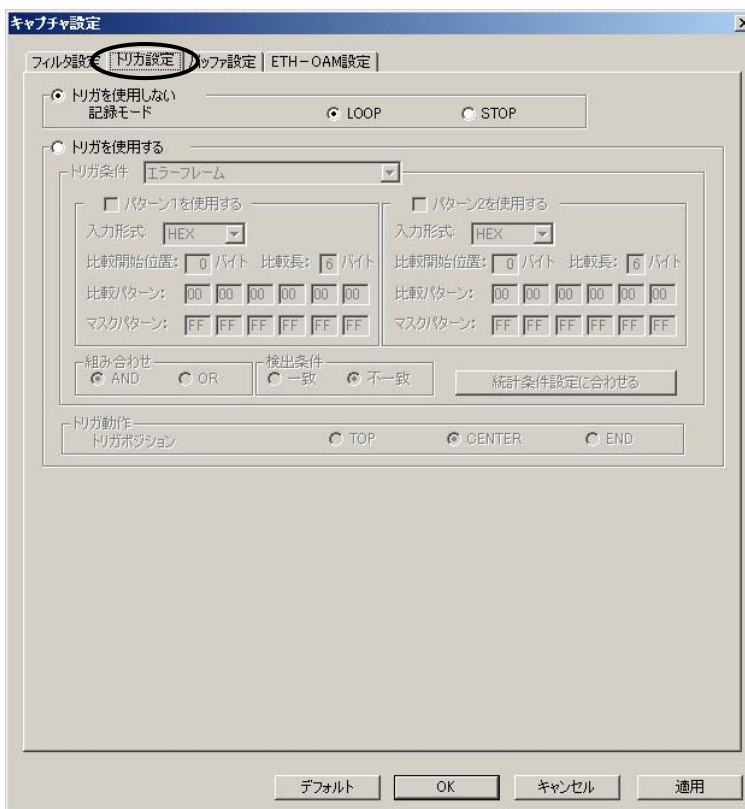 キャプチャ設定
フィルタ設定 トリガ設定 バッファ設定 ETH-OAM設定
トリガを使用しない
記録モード LOOP STOP
トリガを使用する
トリガ条件 エラーフレーム
パターン1を使用する パターン2を使用する
入力形式: HEX 入力形式: HEX
比較開始位置: 0 バイト 比較長: 6 バイト 比較開始位置: 0 バイト 比較長: 6 バイト
比較パターン: 00 00 00 00 00 00 比較パターン: 00 00 00 00 00 00
マスクパターン: FF FF FF FF FF FF マスクパターン: FF FF FF FF FF FF
組み合わせ 検出条件
AND OR 一致 不一致 統計条件設定に合わせる
トリガ動作
トリガポジション TOP CENTER END
デフォルト OK キャンセル 適用